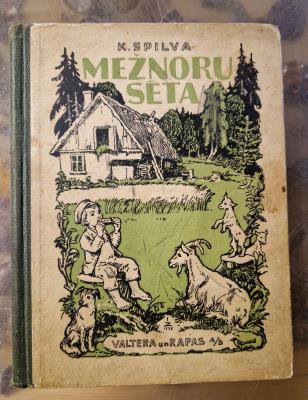 K. SPILVA
MEŽNORU
SĒTA
VALTERA un RAPAS A/S